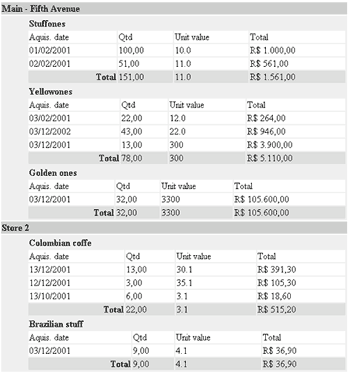 Main - Fifth Avenue
Stuffones
Aquis. date Qtd Unit value Total
01/02/2001 100,00 10.0 R$ 1.000,00
02/02/2001 51,00 11.0 R$ 561,00
Total 151,00 11.0 R$ 1.561,00
Yellowones
Aquis. date Qtd Unit value Total
03/02/2001 22,00 12.0 R$ 264,00
03/12/2002 43,00 22.0 R$ 946,00
03/12/2001 13,00 300 R$ 3.900,00
Total 78,00 300 R$ 5.110,00
Golden ones
Aquis. date Qtd Unit value Total
03/12/2001 32,00 3300 R$ 105.600,00
Total 32,00 3300 R$ 105.600,00
Store 2
Colombian coffe
Aquis. date Qtd Unit value Total
13/12/2001 13,00 30.1 R$ 391,30
12/12/2001 3,00 35.1 R$ 105,30
13/10/2001 6,00 3.1 R$ 18,60
Total 22,00 3.1 R$ 515,20
Brazilian stuff
Aquis. date Qtd Unit value Total
03/12/2001 9,00 4.1 R$ 36,90
Total 9,00 4.1 R$ 36,90